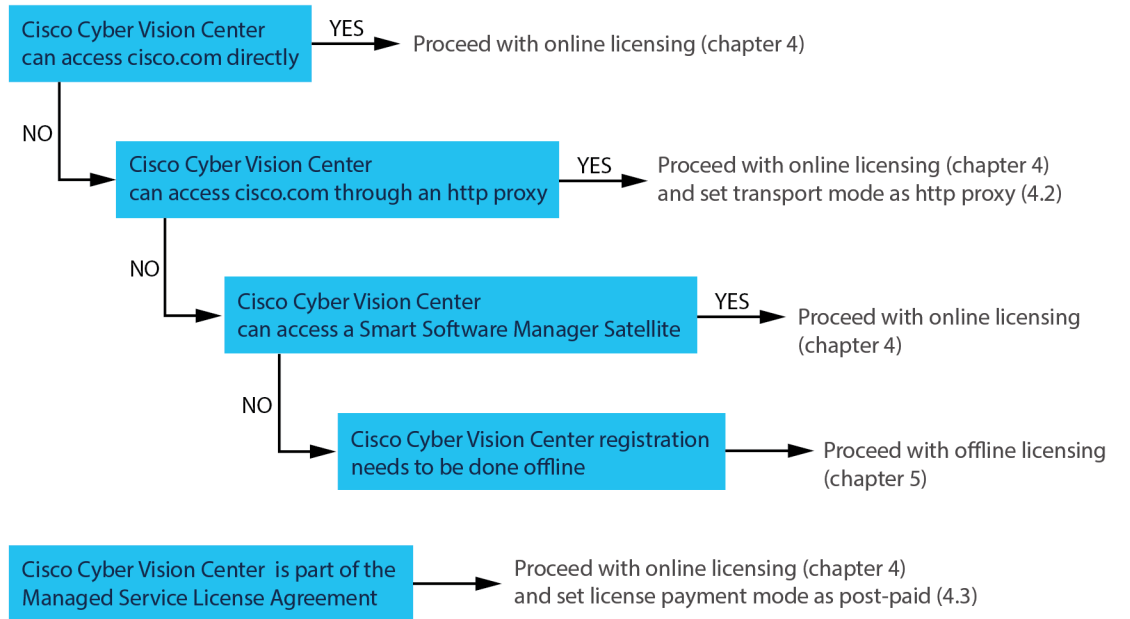 Cisco Cyber Vision Center
can access cisco.com directly
YES
Proceed with online licensing (chapter 4)
NO
Cisco Cyber Vision Center
can access cisco.com through an http proxy
YES
Proceed with online licensing (chapter 4)
and set transport mode as http proxy (4.2)
NO
Cisco Cyber Vision Center
can access a Smart Software Manager Satellite
YES
Proceed with online licensing
(chapter 4)
NO
Cisco Cyber Vision Center registration
needs to be done offline
Proceed with offline licensing
(chapter 5)
Cisco Cyber Vision Center is part of the
Managed Service License Agreement
Proceed with online licensing (chapter 4)
and set license payment mode as post-paid (4.3)